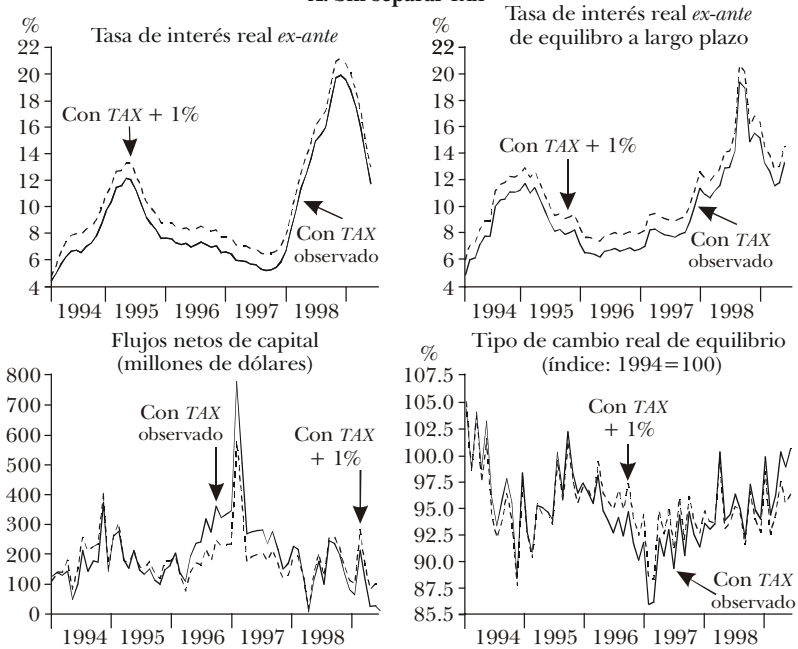 Tasa de interés real ex-ante
%
22
20
18
16
14
12
10
8
6
4
Con TAX + 1%
Con TAX
observado
1994 1995 1996 1997 1998
Tasa de interés real ex-ante
de equilibro a largo plazo
%
22
20
18
16
14
12
10
8
6
4
Con TAX + 1%
Con TAX
observado
1994 1995 1996 1997 1998
Flujos netos de capital
(millones de dólares)
800
700
600
500
400
300
200
100
0
Con TAX
observado
Con TAX
+ 1%
1994 1995 1996 1997 1998
Tipo de cambio real de equilibrio
(índice: 1994=100)
%
107.5
105.0
102.5
100.0
97.5
95.0
92.5
90.0
87.5
85.5
Con TAX
+ 1%
Con TAX
observado
1994 1995 1996 1997 1998